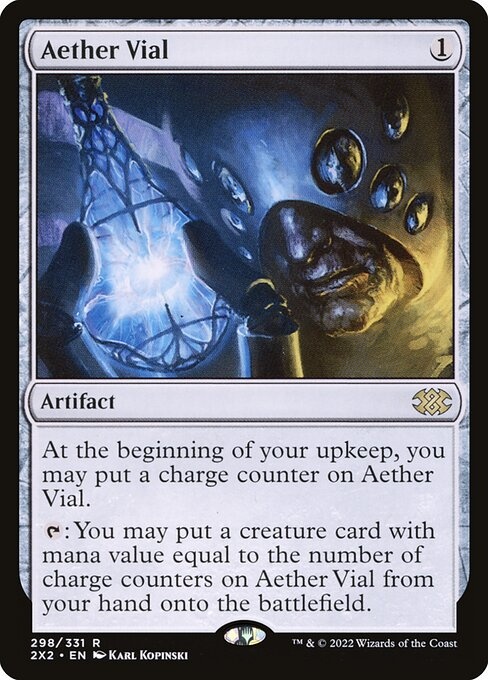 Aether Vial 1
Artifact
At the beginning of your upkeep, you
may put a charge counter on Aether
Vial.
: You may put a creature card with
mana value equal to the number of
charge counters on Aether Vial from
your hand onto the battlefield.
298/331 R
2X2 • EN Karl Kopinski
™ & © 2022 Wizards of the Coast